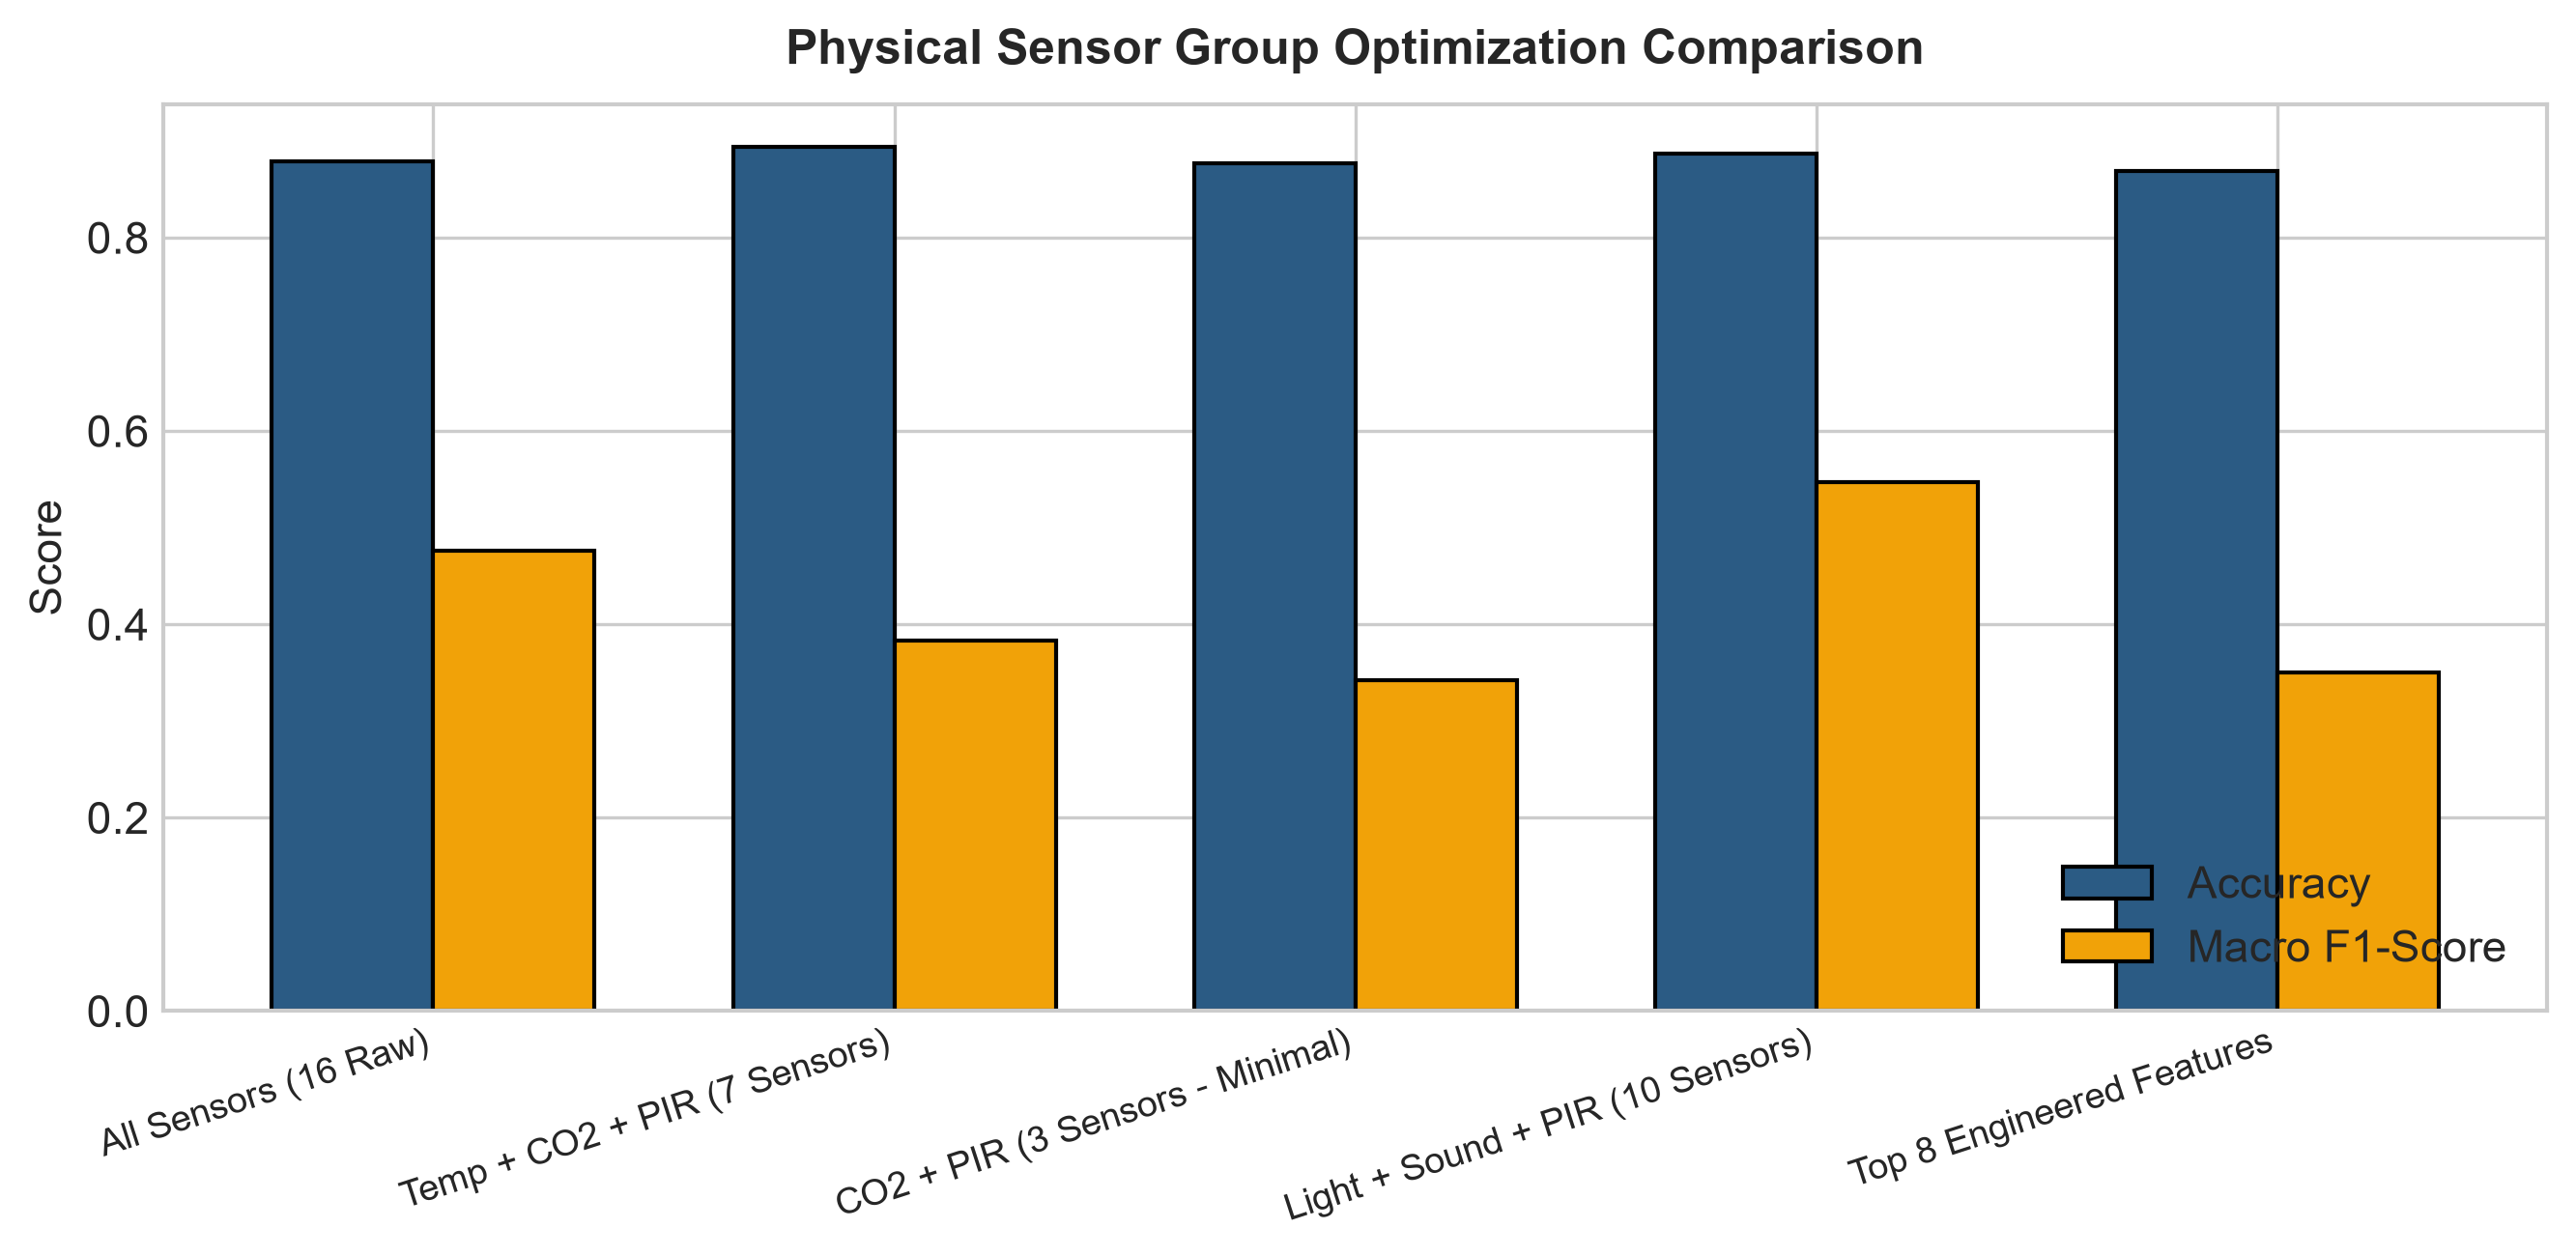 Physical Sensor Group Optimization Comparison
Score
0.8
0.6
0.4
0.2
0.0
Accuracy
Macro F1-Score
All Sensors (16 Raw)
Temp + CO2 + PIR (7 Sensors)
CO2 + PIR (3 Sensors - Minimal)
Light + Sound + PIR (10 Sensors)
Top 8 Engineered Features